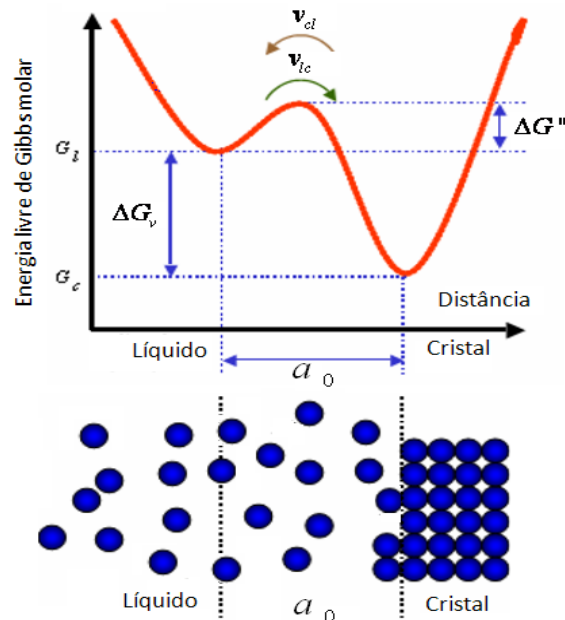 Energia livre de Gibbs molar
v_cl
v_lc
ΔG"
G_l
ΔG_v
G_c
Distância
Líquido
Cristal
a_0
Líquido
a_0
Cristal